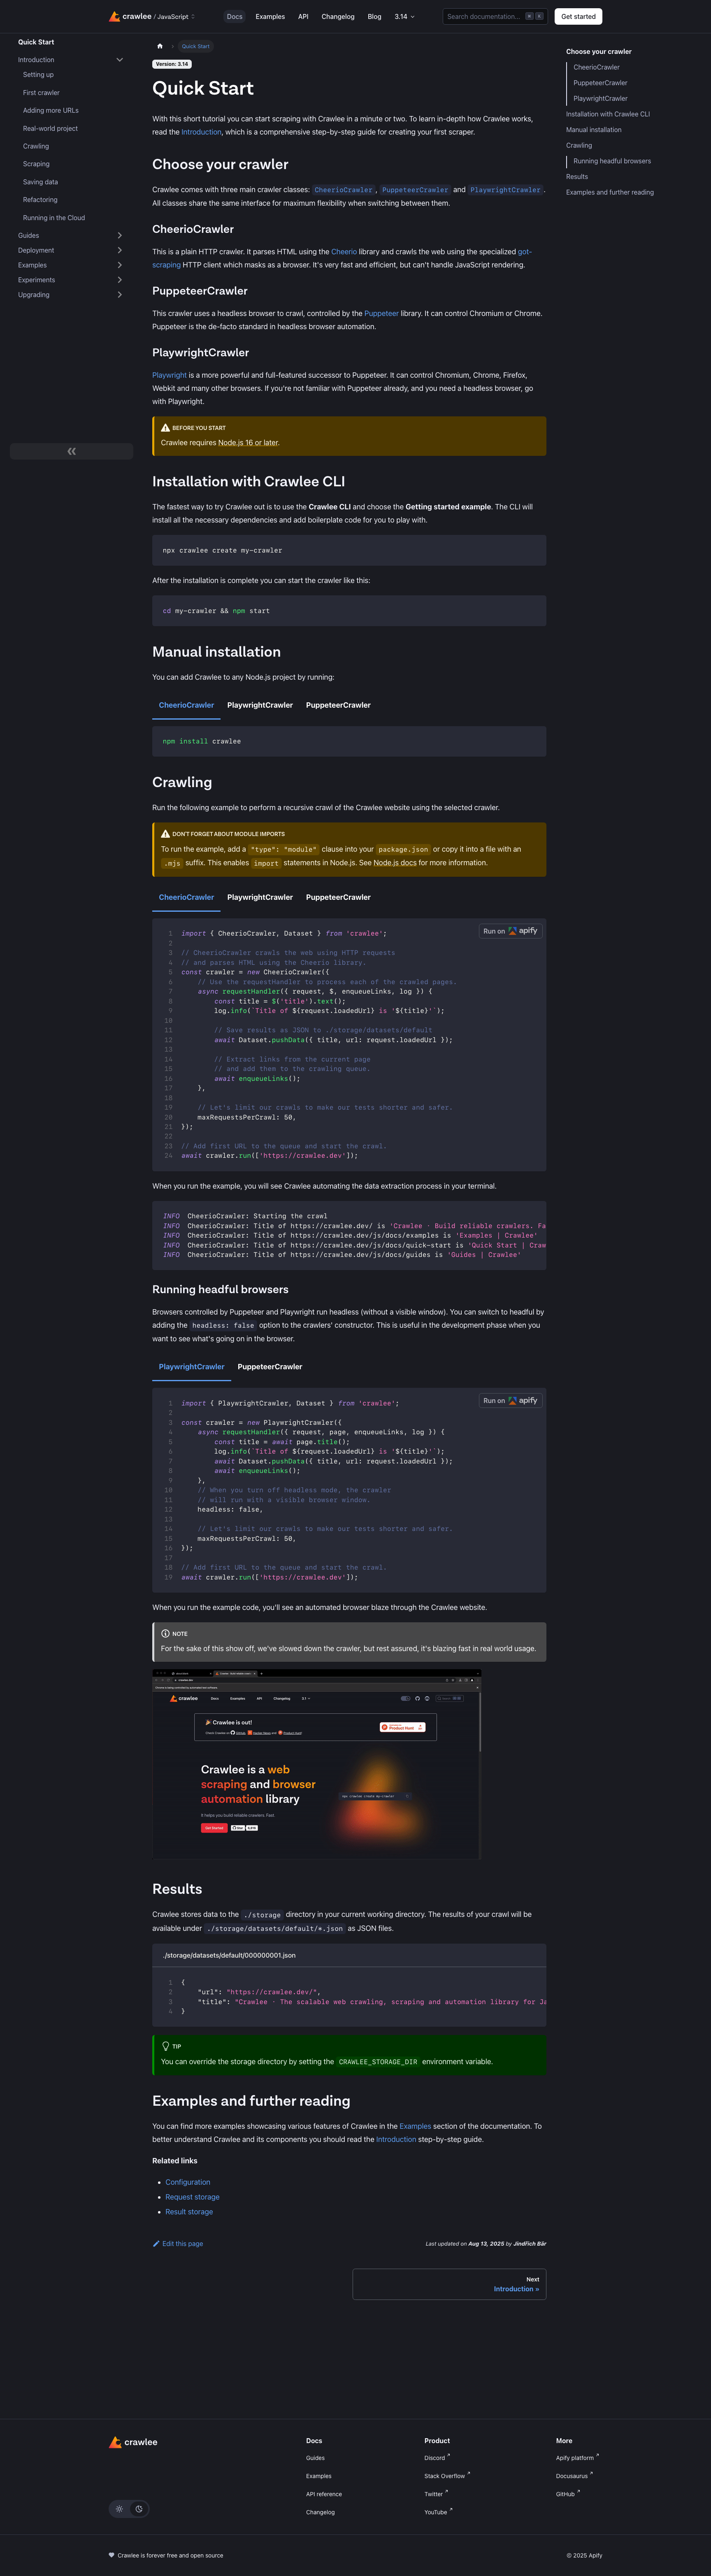 crawlee / JavaScript
Docs
Examples
API
Changelog
Blog
3.14
Search documentation...
⌘ K
Get started
Quick Start
Introduction
Setting up
First crawler
Adding more URLs
Real-world project
Crawling
Scraping
Saving data
Refactoring
Running in the Cloud
Guides
Deployment
Examples
Experiments
Upgrading
Quick Start
Version: 3.14
Quick Start
With this short tutorial you can start scraping with Crawlee in a minute or two. To learn in-depth how Crawlee works,
read the Introduction, which is a comprehensive step-by-step guide for creating your first scraper.
Choose your crawler
Crawlee comes with three main crawler classes: CheerioCrawler, PuppeteerCrawler and PlaywrightCrawler.
All classes share the same interface for maximum flexibility when switching between them.
CheerioCrawler
This is a plain HTTP crawler. It parses HTML using the Cheerio library and crawls the web using the specialized got-
scraping HTTP client which masks as a browser. It's very fast and efficient, but can't handle JavaScript rendering.
PuppeteerCrawler
This crawler uses a headless browser to crawl, controlled by the Puppeteer library. It can control Chromium or Chrome.
Puppeteer is the de-facto standard in headless browser automation.
PlaywrightCrawler
Playwright is a more powerful and full-featured successor to Puppeteer. It can control Chromium, Chrome, Firefox,
Webkit and many other browsers. If you're not familiar with Puppeteer already, and you need a headless browser, go
with Playwright.
BEFORE YOU START
Crawlee requires Node.js 16 or later.
Installation with Crawlee CLI
The fastest way to try Crawlee out is to use the Crawlee CLI and choose the Getting started example. The CLI will
install all the necessary dependencies and add boilerplate code for you to play with.
npx crawlee create my-crawler
After the installation is complete you can start the crawler like this:
cd my-crawler && npm start
Manual installation
You can add Crawlee to any Node.js project by running:
CheerioCrawler
PlaywrightCrawler
PuppeteerCrawler
npm install crawlee
Crawling
Run the following example to perform a recursive crawl of the Crawlee website using the selected crawler.
DON'T FORGET ABOUT MODULE IMPORTS
To run the example, add a "type": "module" clause into your package.json or copy it into a file with an
.mjs suffix. This enables import statements in Node.js. See Node.js docs for more information.
CheerioCrawler
PlaywrightCrawler
PuppeteerCrawler
Run on apify
1 import { CheerioCrawler, Dataset } from 'crawlee';
2
3 // CheerioCrawler crawls the web using HTTP requests
4 // and parses HTML using the Cheerio library.
5 const crawler = new CheerioCrawler({
6 // Use the requestHandler to process each of the crawled pages.
7 async requestHandler({ request, $, enqueueLinks, log }) {
8 const title = $('title').text();
9 log.info(`Title of ${request.loadedUrl} is '${title}'`);
10
11 // Save results as JSON to ./storage/datasets/default
12 await Dataset.pushData({ title, url: request.loadedUrl });
13
14 // Extract links from the current page
15 // and add them to the crawling queue.
16 await enqueueLinks();
17 },
18
19 // Let's limit our crawls to make our tests shorter and safer.
20 maxRequestsPerCrawl: 50,
21 });
22
23 // Add first URL to the queue and start the crawl.
24 await crawler.run(['https://crawlee.dev']);
When you run the example, you will see Crawlee automating the data extraction process in your terminal.
INFO CheerioCrawler: Starting the crawl
INFO CheerioCrawler: Title of https://crawlee.dev/ is 'Crawlee · Build reliable crawlers. Fa
INFO CheerioCrawler: Title of https://crawlee.dev/js/docs/examples is 'Examples | Crawlee'
INFO CheerioCrawler: Title of https://crawlee.dev/js/docs/quick-start is 'Quick Start | Craw
INFO CheerioCrawler: Title of https://crawlee.dev/js/docs/guides is 'Guides | Crawlee'
Running headful browsers
Browsers controlled by Puppeteer and Playwright run headless (without a visible window). You can switch to headful by
adding the headless: false option to the crawlers' constructor. This is useful in the development phase when you
want to see what's going on in the browser.
PlaywrightCrawler
PuppeteerCrawler
Run on apify
1 import { PlaywrightCrawler, Dataset } from 'crawlee';
2
3 const crawler = new PlaywrightCrawler({
4 async requestHandler({ request, page, enqueueLinks, log }) {
5 const title = await page.title();
6 log.info(`Title of ${request.loadedUrl} is '${title}'`);
7 await Dataset.pushData({ title, url: request.loadedUrl });
8 await enqueueLinks();
9 },
10 // When you turn off headless mode, the crawler
11 // will run with a visible browser window.
12 headless: false,
13
14 // Let's limit our crawls to make our tests shorter and safer.
15 maxRequestsPerCrawl: 50,
16 });
17
18 // Add first URL to the queue and start the crawl.
19 await crawler.run(['https://crawlee.dev']);
When you run the example code, you'll see an automated browser blaze through the Crawlee website.
NOTE
For the sake of this show off, we've slowed down the crawler, but rest assured, it's blazing fast in real world usage.
crawlee
Docs
Examples
API
Changelog
3.1
Crawlee is out!
Product Hunt
Crawlee is a web
scraping and browser
automation library
It helps you build reliable crawlers. Fast.
Get Started
Results
Crawlee stores data to the ./storage directory in your current working directory. The results of your crawl will be
available under ./storage/datasets/default/*.json as JSON files.
./storage/datasets/default/000000001.json
1 {
2 "url": "https://crawlee.dev/",
3 "title": "Crawlee · The scalable web crawling, scraping and automation library for Ja
4 }
TIP
You can override the storage directory by setting the CRAWLEE_STORAGE_DIR environment variable.
Examples and further reading
You can find more examples showcasing various features of Crawlee in the Examples section of the documentation. To
better understand Crawlee and its components you should read the Introduction step-by-step guide.
Related links
Configuration
Request storage
Result storage
Edit this page
Last updated on Aug 13, 2025 by Jindřich Bär
Next
Introduction »
Choose your crawler
CheerioCrawler
PuppeteerCrawler
PlaywrightCrawler
Installation with Crawlee CLI
Manual installation
Crawling
Running headful browsers
Results
Examples and further reading
crawlee
Docs
Guides
Examples
API reference
Changelog
Product
Discord
Stack Overflow
Twitter
YouTube
More
Apify platform
Docusaurus
GitHub
Crawlee is forever free and open source
© 2025 Apify